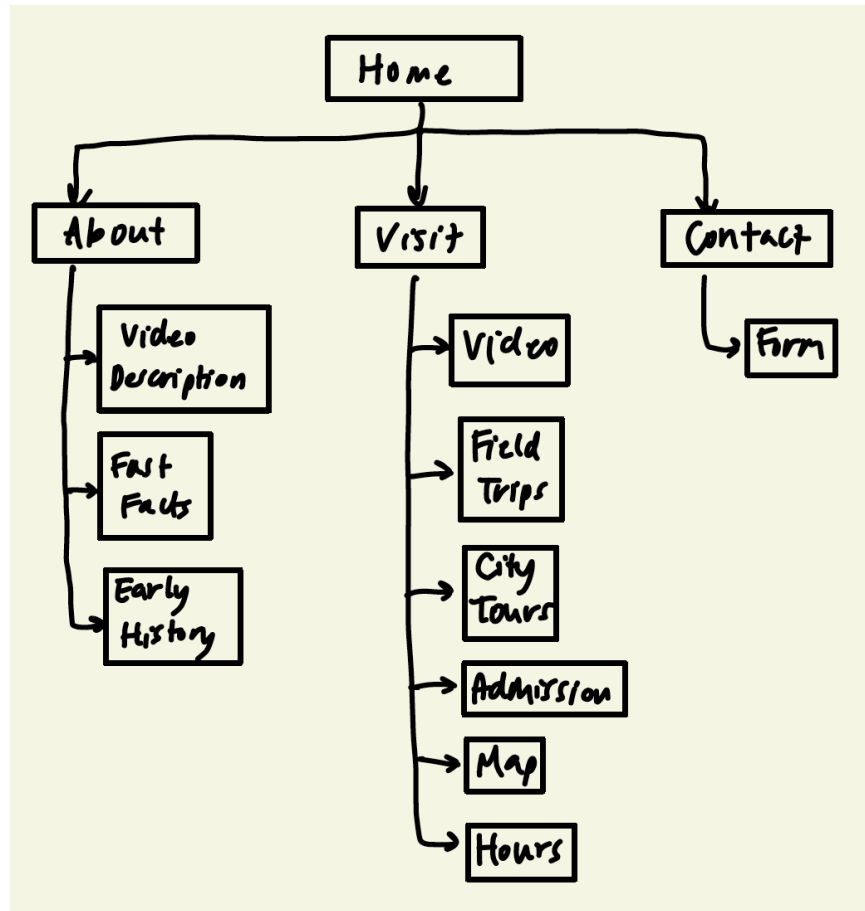 Home
About
Visit
Contact
Video
Description
Fast
Facts
Early
History
Video
Field
Trips
City
Tours
Admission
Map
Hours
Form